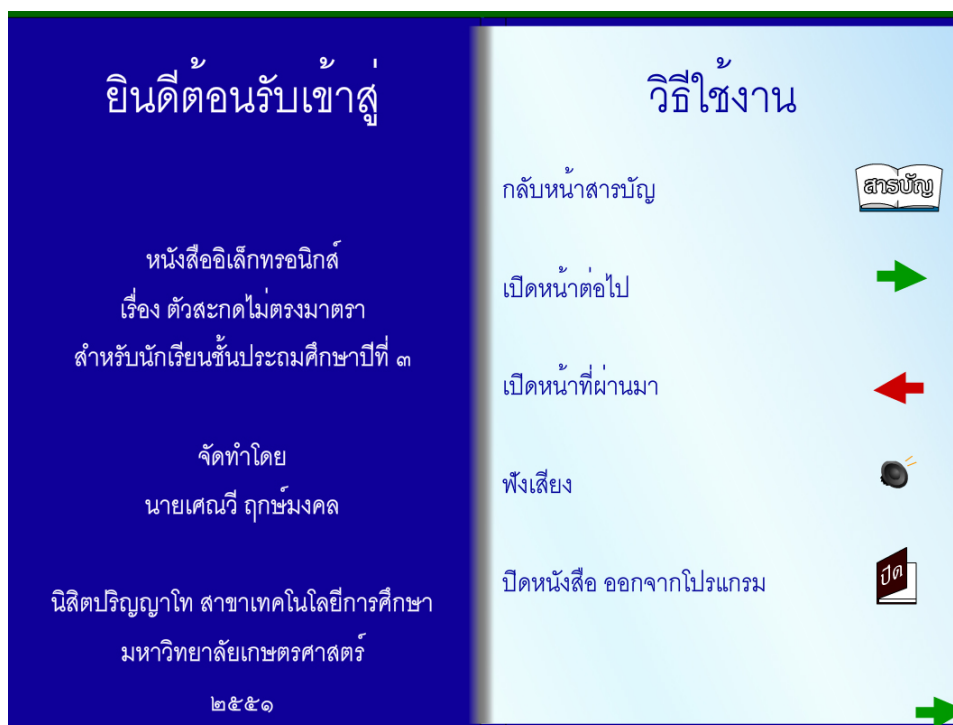 ยินดีต้อนรับเข้าสู่
หนังสืออิเล็กทรอนิกส์
เรื่อง ตัวสะกดไม่ตรงมาตรา
สำหรับนักเรียนชั้นประถมศึกษาปีที่ ๓
จัดทำโดย
นายเศณวี ฤกษ์มงคล
นิสิตปริญญาโท สาขาเทคโนโลยีการศึกษา
มหาวิทยาลัยเกษตรศาสตร์
๒๕๕๑
วิธีใช้งาน
กลับหน้าสารบัญ
สารบัญ
เปิดหน้าต่อไป
เปิดหน้าที่ผ่านมา
ฟังเสียง
ปิดหนังสือ ออกจากโปรแกรม
ปิด